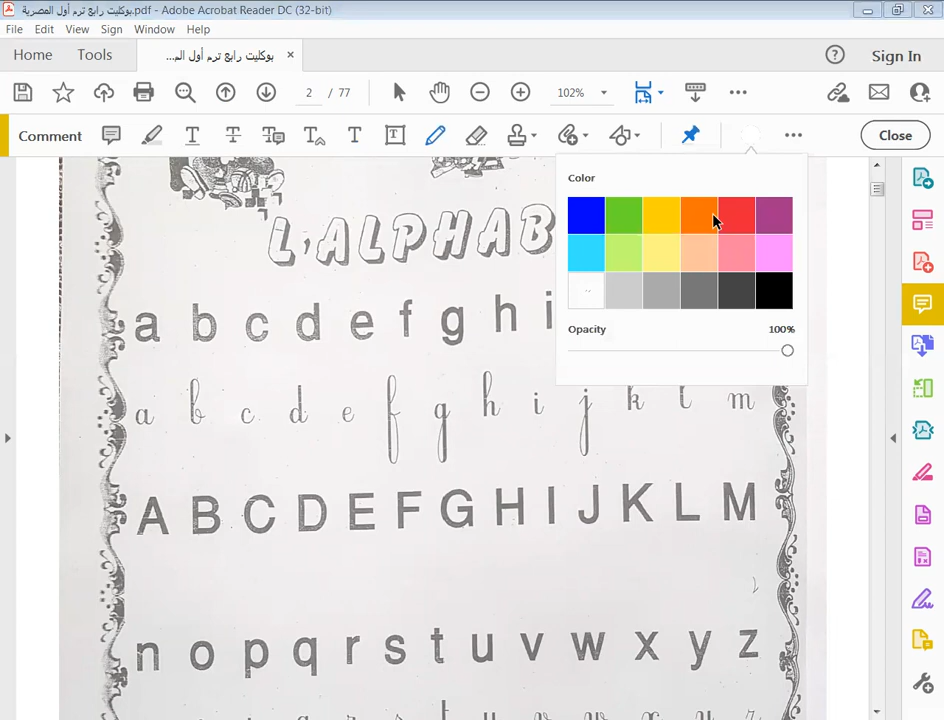 بوكليت رابع ترم أول العصرية.pdf - Adobe Acrobat Reader DC (32-bit)
File Edit View Sign Window Help
Home Tools بوكليت رابع ترم أول الم... × Sign In
2 / 77 102%
Comment Close
Color
Opacity 100%
L'ALPHAB
a b c d e f g h i
a b c d e f g h i j k l m
A B C D E F G H I J K L M
n o p q r s t u v w x y z